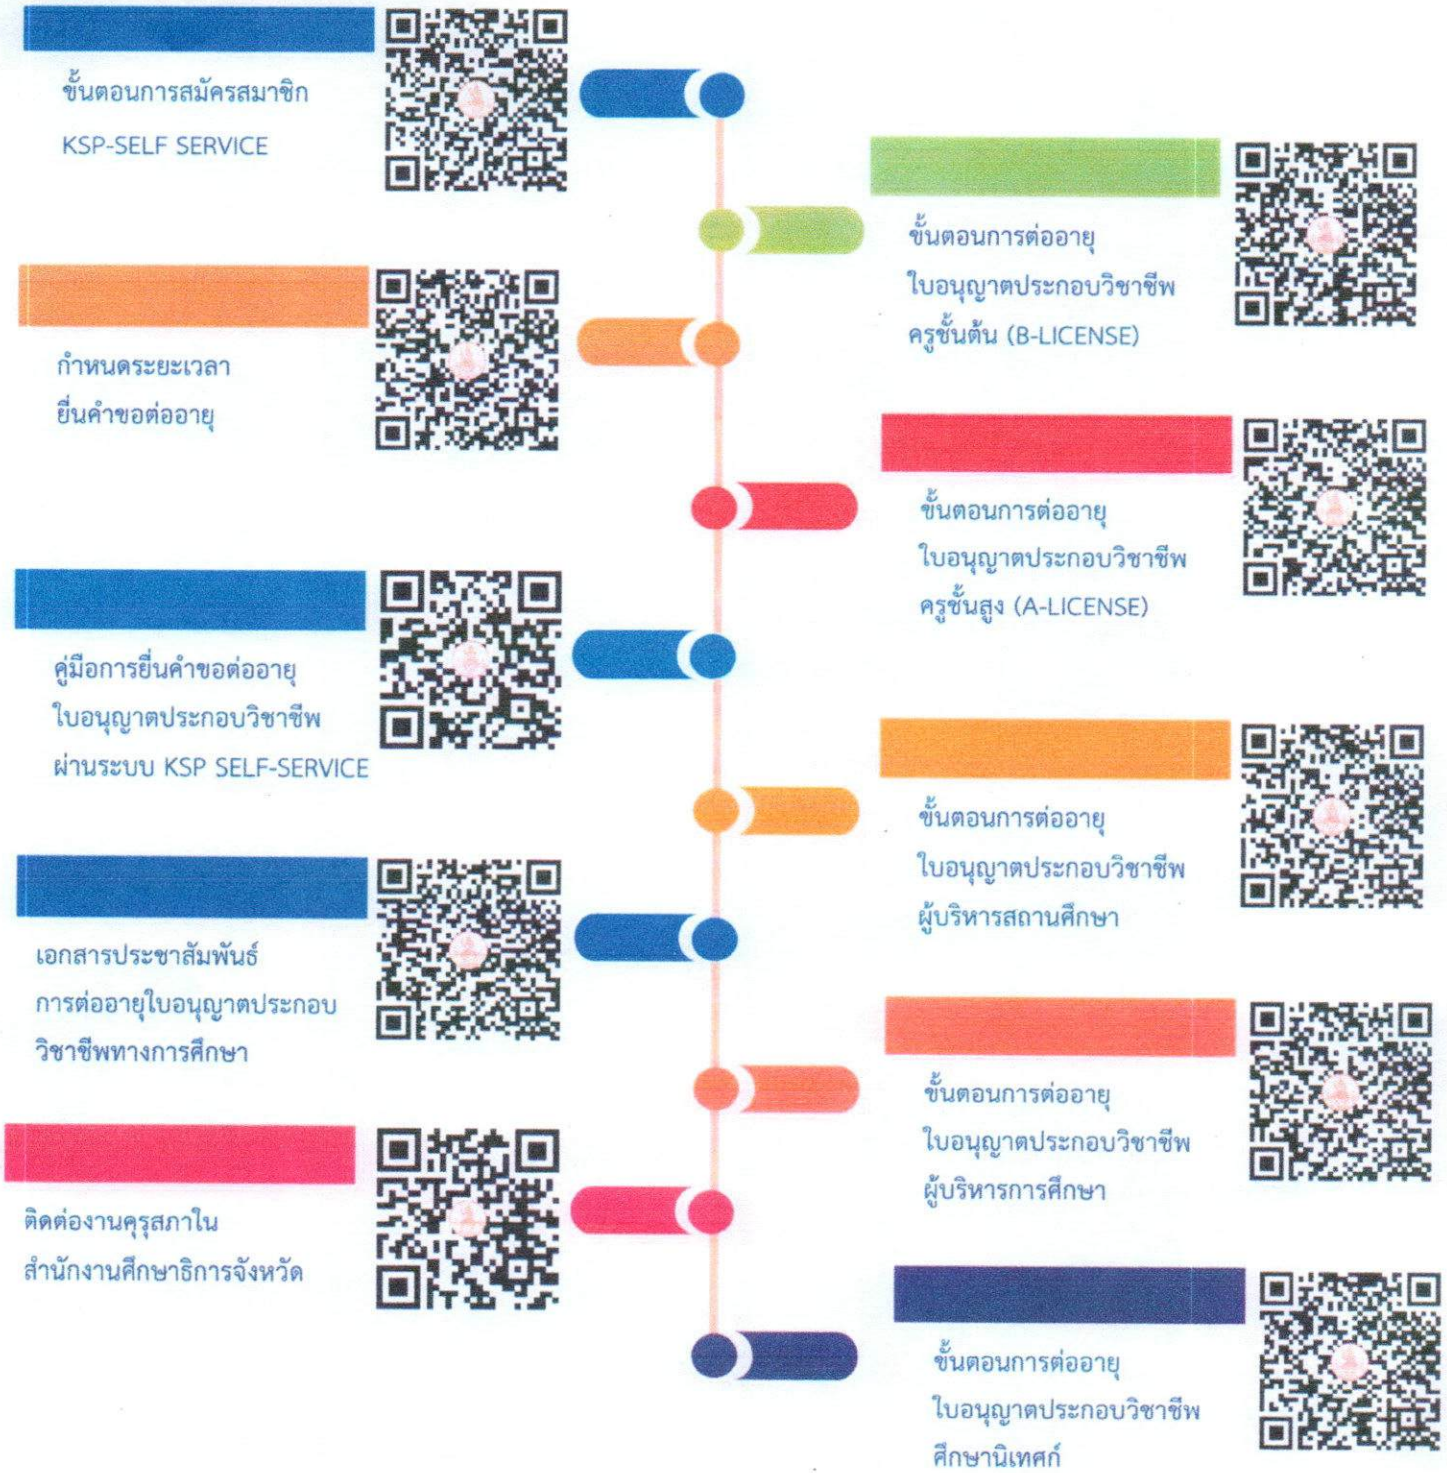 ขั้นตอนการสมัครสมาชิก
KSP-SELF SERVICE
ขั้นตอนการต่ออายุ
ใบอนุญาตประกอบวิชาชีพ
ครูชั้นต้น (B-LICENSE)
กำหนดระยะเวลา
ยื่นคำขอต่ออายุ
ขั้นตอนการต่ออายุ
ใบอนุญาตประกอบวิชาชีพ
ครูชั้นสูง (A-LICENSE)
คู่มือการยื่นคำขอต่ออายุ
ใบอนุญาตประกอบวิชาชีพ
ผ่านระบบ KSP SELF-SERVICE
ขั้นตอนการต่ออายุ
ใบอนุญาตประกอบวิชาชีพ
ผู้บริหารสถานศึกษา
เอกสารประชาสัมพันธ์
การต่ออายุใบอนุญาตประกอบ
วิชาชีพทางการศึกษา
ขั้นตอนการต่ออายุ
ใบอนุญาตประกอบวิชาชีพ
ผู้บริหารการศึกษา
ติดต่องานคุรุสภาใน
สำนักงานศึกษาธิการจังหวัด
ขั้นตอนการต่ออายุ
ใบอนุญาตประกอบวิชาชีพ
ศึกษานิเทศก์